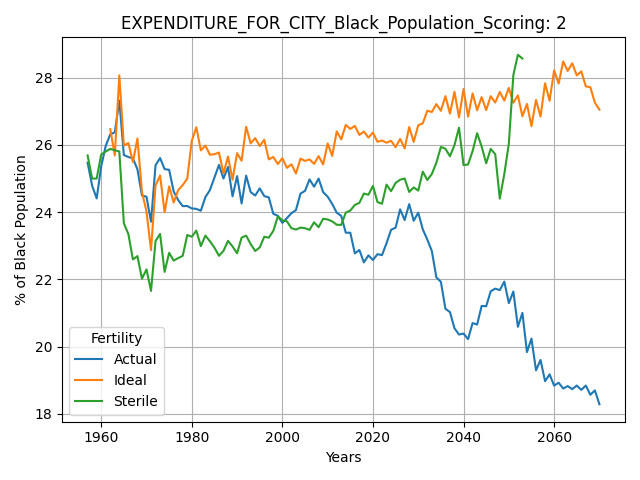 EXPENDITURE_FOR_CITY_Black_Population_Scoring: 2
% of Black Population
28
26
24
22
20
18
Fertility
Actual
Ideal
Sterile
1960 1980 2000 2020 2040 2060
Years